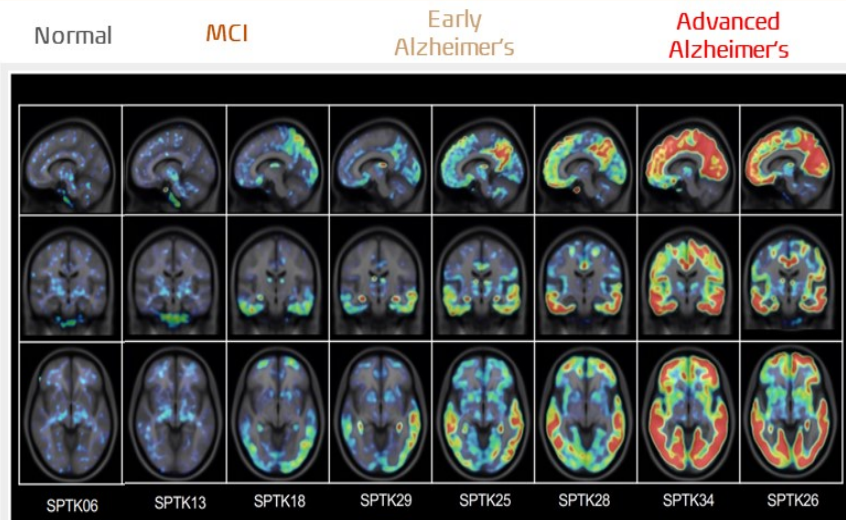 Normal
MCI
Early
Alzheimer's
Advanced
Alzheimer's
SPTK06
SPTK13
SPTK18
SPTK29
SPTK25
SPTK28
SPTK34
SPTK26